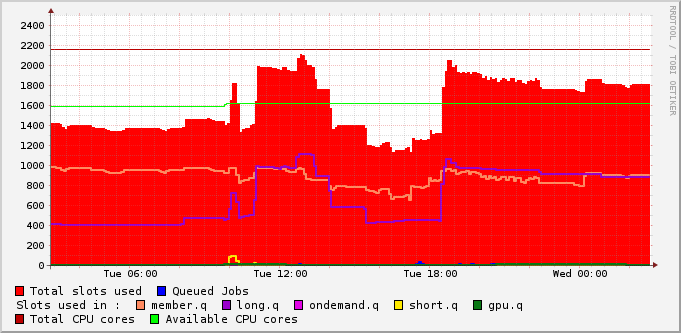 2400
2200
2000
1800
1600
1400
1200
1000
800
600
400
200
0
Tue 06:00 Tue 12:00 Tue 18:00 Wed 00:00
RRDTOOL / TOBI OETIKER
Total slots used Queued Jobs
Slots used in : member.q long.q ondemand.q short.q gpu.q
Total CPU cores Available CPU cores